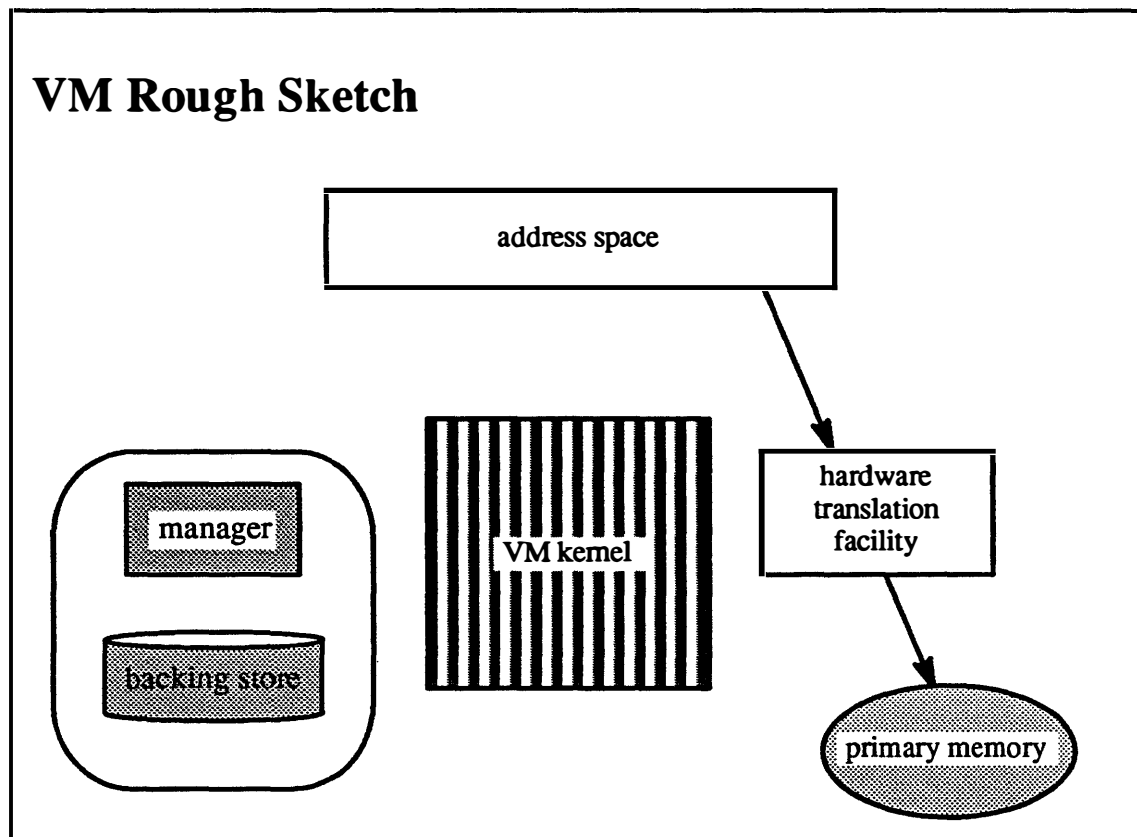 VM Rough Sketch
address space
hardware
translation
facility
manager
VM kernel
backing store
primary memory